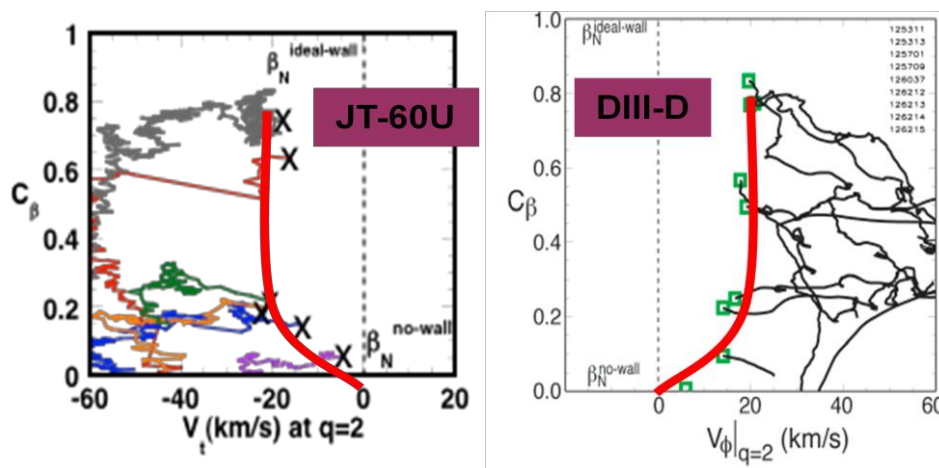 1
0.8
0.6
0.4
0.2
0
Cβ
-60
-40
-20
0
20
Vt(km/s) at q=2
βN ideal-wall
JT-60U
X
X
X
X
X
no-wall
βN
1.0
0.8
0.6
0.4
0.2
0.0
Cβ
0
20
40
60
Vϕ|q=2 (km/s)
βN ideal-wall
DIII-D
125311
125313
125701
125709
126037
126212
126213
126214
126215
βN no-wall